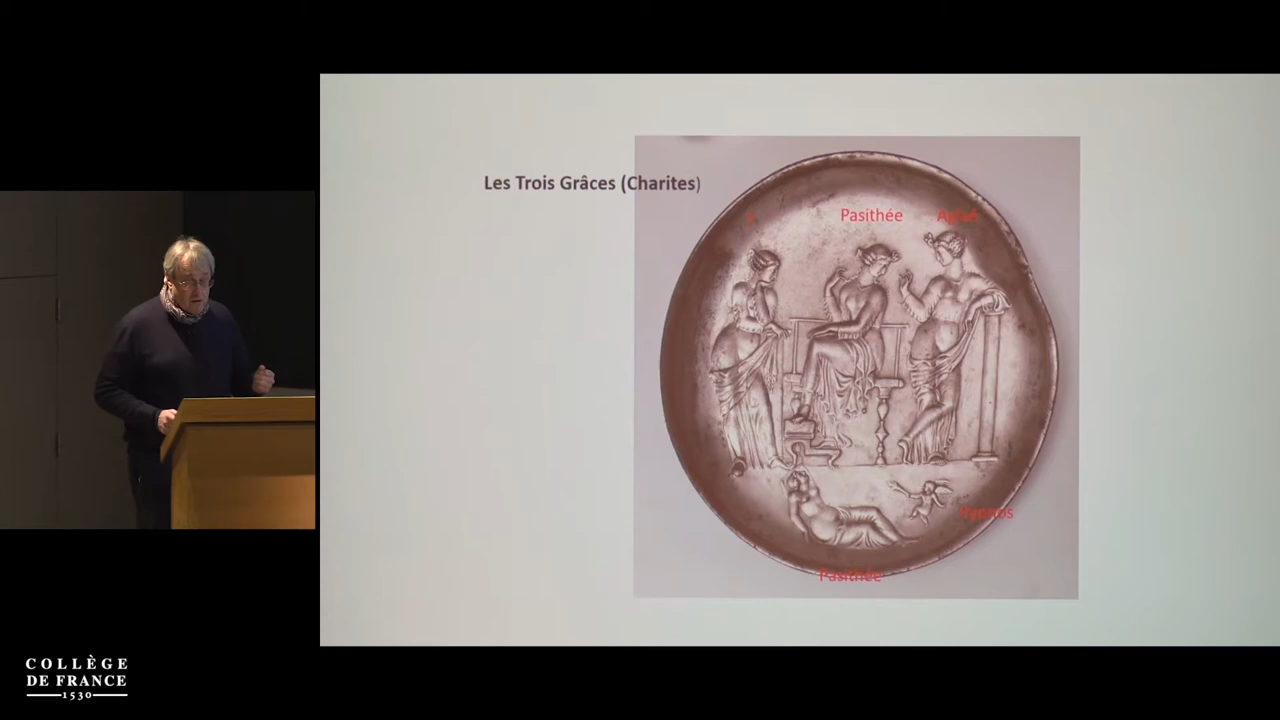 Les Trois Grâces (Charites)
Pasithée
Aglaé
Hypnos
Pasithée
COLLÈGE
DE FRANCE
1530